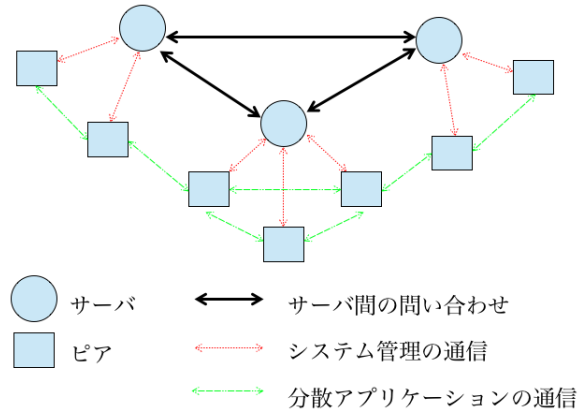 サーバ
サーバ間の問い合わせ
ピア
システム管理の通信
分散アプリケーションの通信